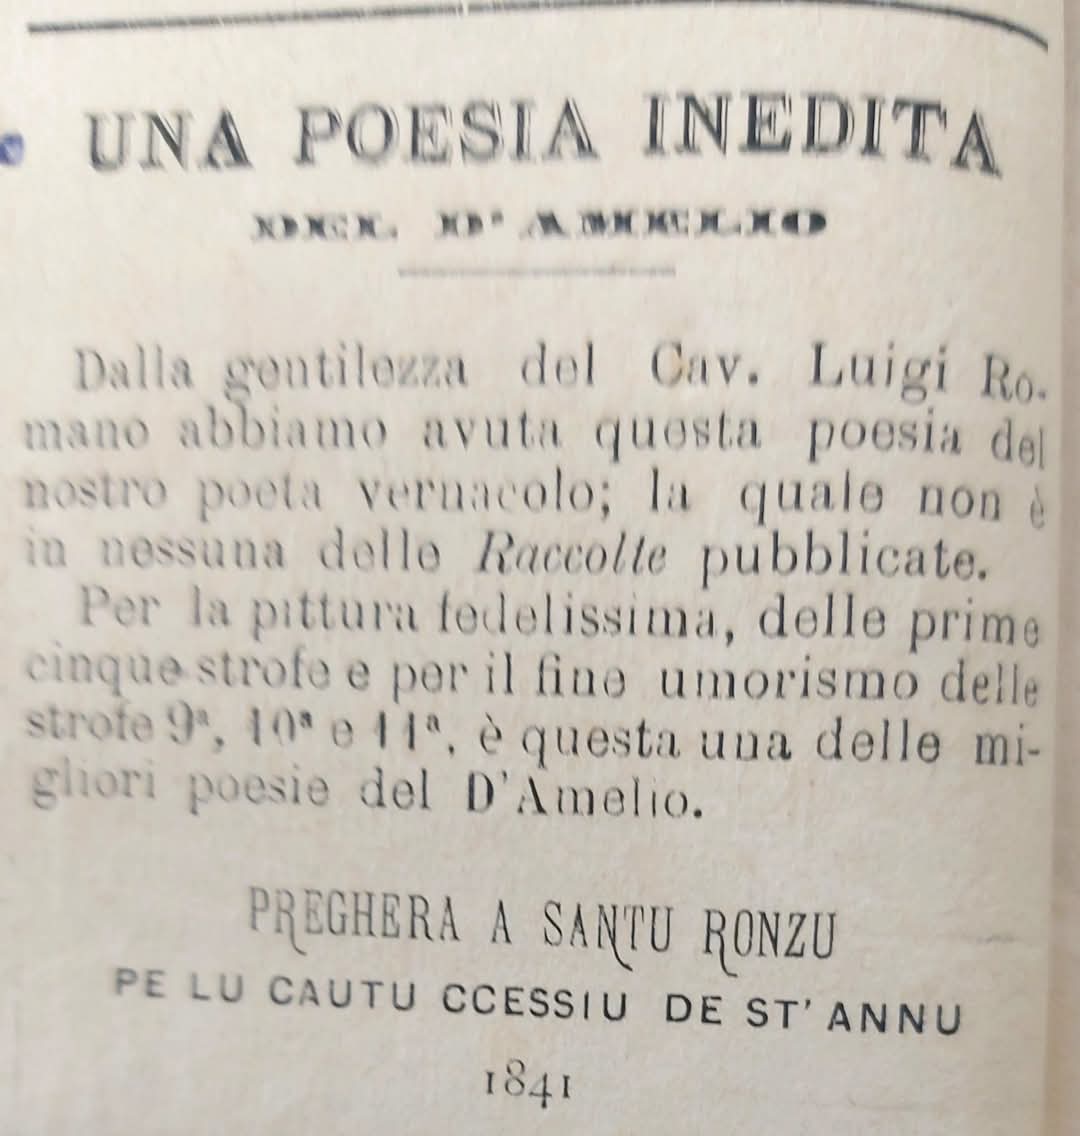 UNA POESIA INEDITA
DEL D'AMELIO
Dalla gentilezza del Cav. Luigi Ro-
mano abbiamo avuta questa poesia del
nostro poeta vernacolo; la quale non è
in nessuna delle Raccolte pubblicate.
Per la pittura fedelissima, delle prime
cinque strofe e per il fine umorismo delle
strofe 9ª, 10ª e 11ª, è questa una delle mi-
gliori poesie del D'Amelio.
PREGHERA A SANTU RONZU
PE LU CAUTU CCESSIU DE ST'ANNU
1841